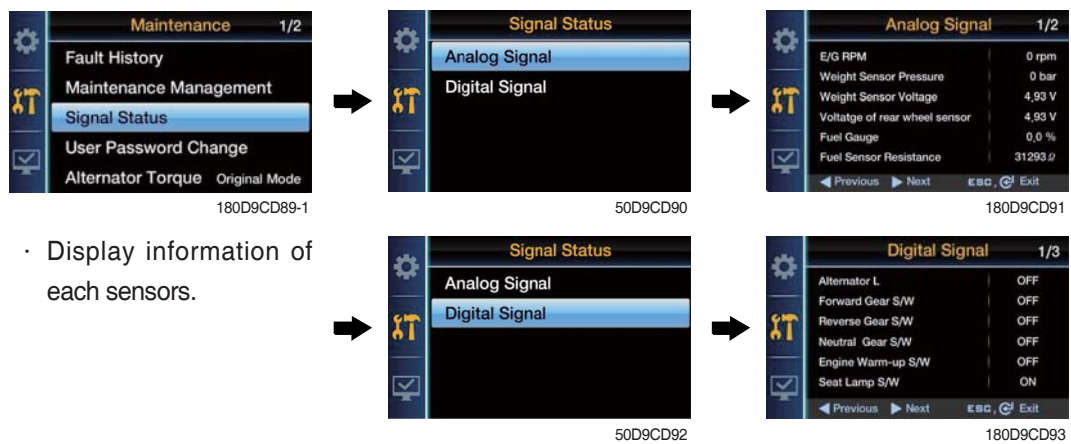 Maintenance 1/2
Fault History
Maintenance Management
Signal Status
User Password Change
Alternator Torque Original Mode
180D9CD89-1
Signal Status
Analog Signal
Digital Signal
50D9CD90
Analog Signal 1/2
E/G RPM 0 rpm
Weight Sensor Pressure 0 bar
Weight Sensor Voltage 4,93 V
Voltatge of rear wheel sensor 4,93 V
Fuel Gauge 0,0 %
Fuel Sensor Resistance 31293 Ω
Previous Next ESC, Exit
180D9CD91
· Display information of
each sensors.
Signal Status
Analog Signal
Digital Signal
50D9CD92
Digital Signal 1/3
Alternator L OFF
Forward Gear S/W OFF
Reverse Gear S/W OFF
Neutral Gear S/W OFF
Engine Warm-up S/W OFF
Seat Lamp S/W ON
Previous Next ESC, Exit
180D9CD93